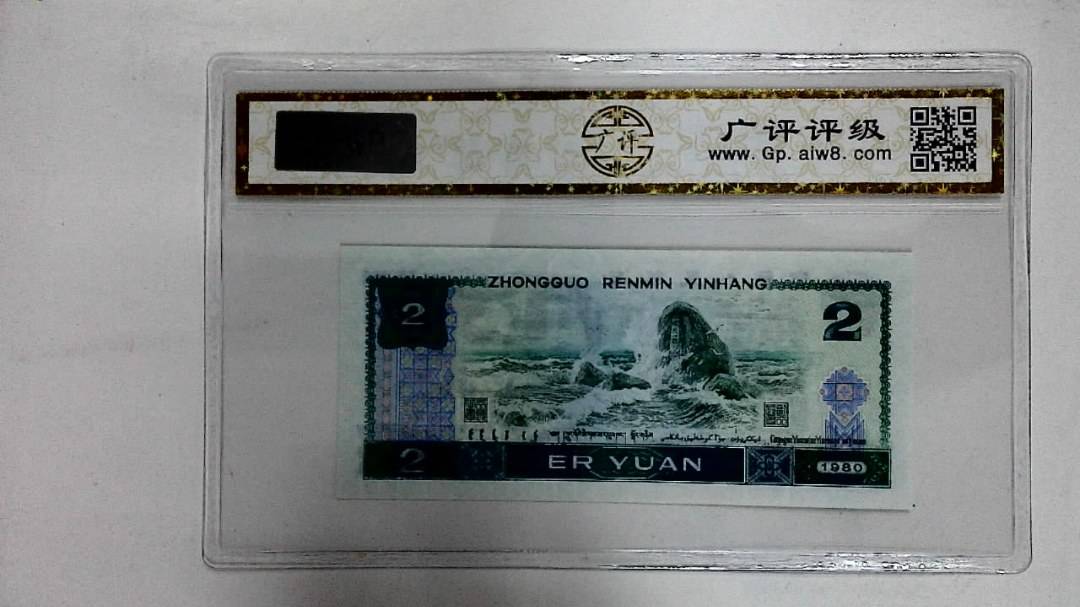 广评
广评评级
www. Gp. aiw8. com
ZHONGGUO RENMIN YINHANG
2
2
2
ER YUAN
1980